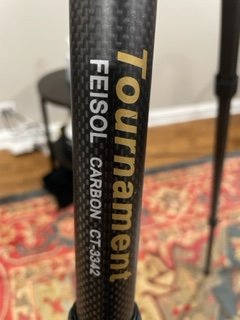 Tournament
FEISOL CARBON CT-3342